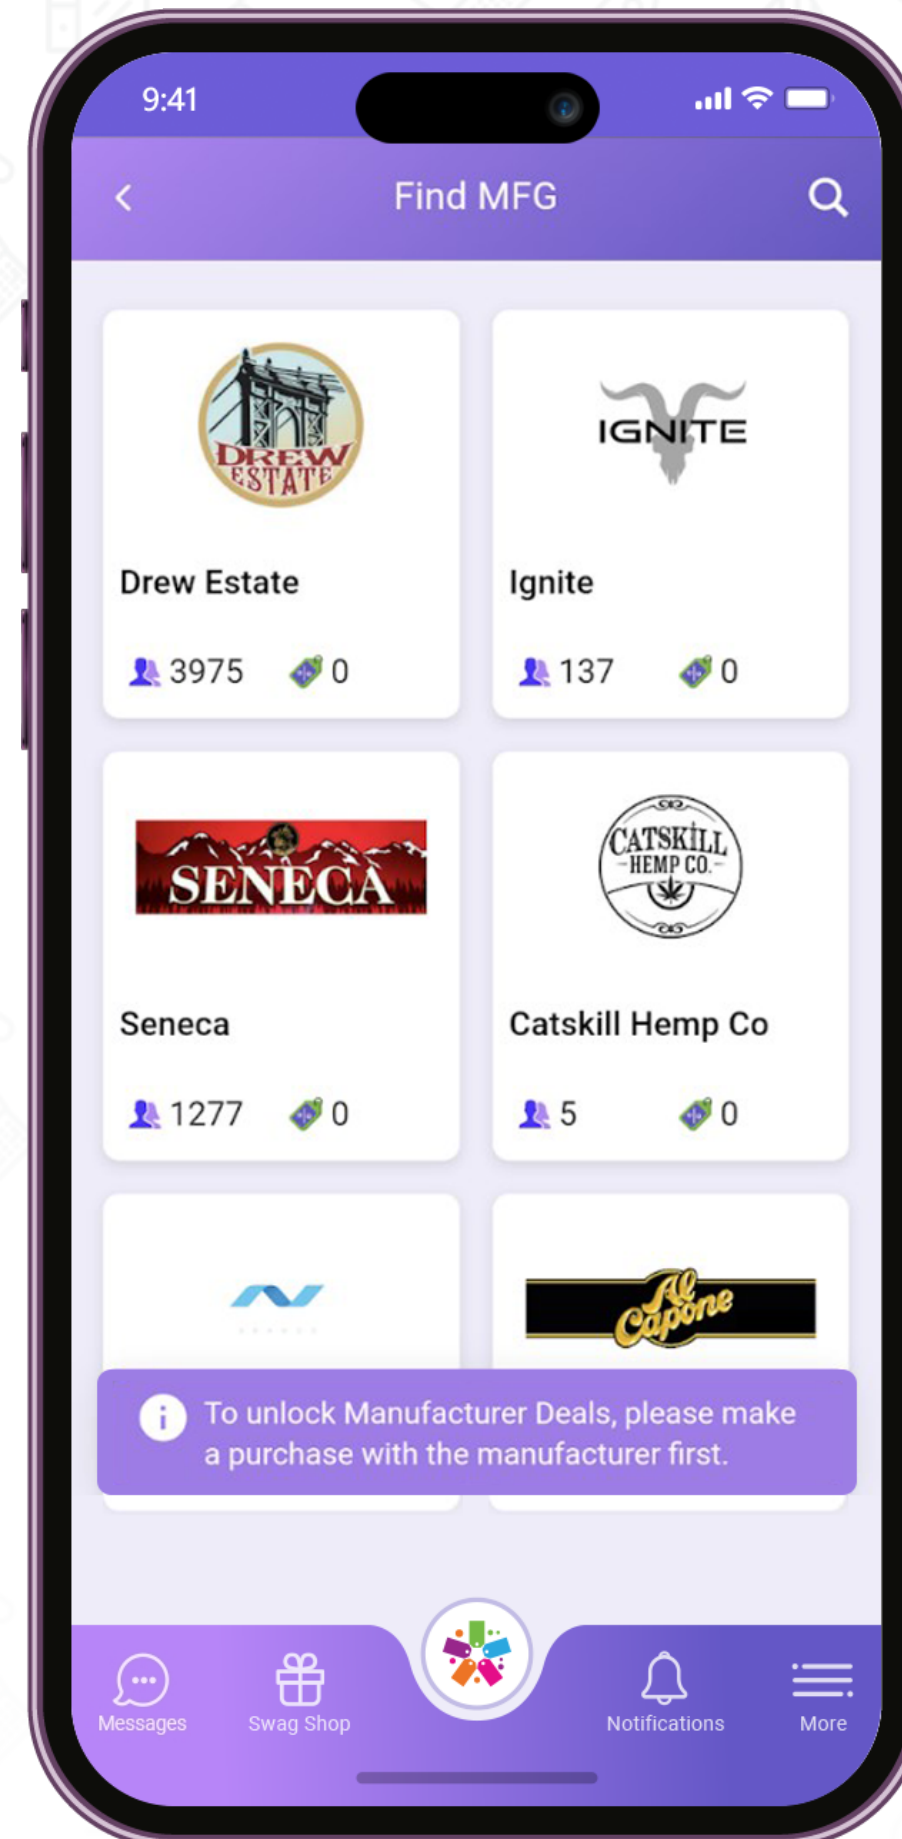 9:41
Find MFG
DREW
ESTATE
IGNITE
Drew Estate
Ignite
3975
0
137
0
SENECA
CATSKILL
HEMP CO.
Seneca
Catskill Hemp Co
1277
0
5
0
Al
Capone
To unlock Manufacturer Deals, please make
a purchase with the manufacturer first.
Messages
Swag Shop
Notifications
More